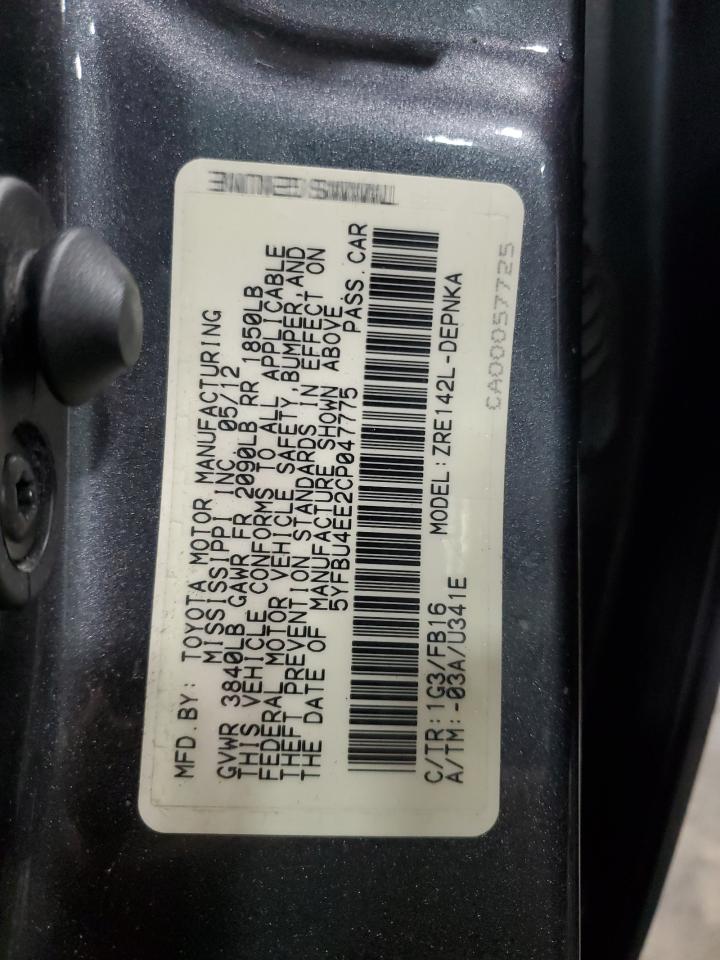 MFD.BY: TOYOTA MOTOR MANUFACTURING
MISSISSIPPI INC. 05/12
GVWR 3840LB GAWR FR 2090LB RR 1850LB
THIS VEHICLE CONFORMS TO ALL APPLICABLE
FEDERAL MOTOR VEHICLE SAFETY, BUMPER, AND
THEFT PREVENTION STANDARDS IN EFFECT ON
THE DATE OF MANUFACTURE SHOWN ABOVE.
5YFBU4EE2CP047775 PASS.CAR
C/TR: 1G3/FB16 MODEL: ZRE142L-DEPNKA
A/TM: -03A/U341E
CA00057725